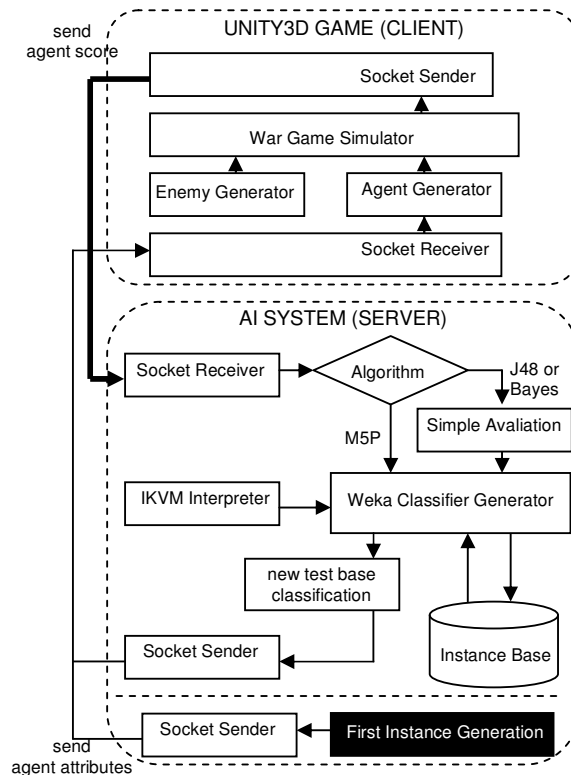 send
agent score
UNITY3D GAME (CLIENT)
Socket Sender
War Game Simulator
Enemy Generator
Agent Generator
Socket Receiver
AI SYSTEM (SERVER)
Socket Receiver
Algorithm
J48 or
Bayes
M5P
Simple Avaliation
IKVM Interpreter
Weka Classifier Generator
new test base
classification
Instance Base
Socket Sender
Socket Sender
First Instance Generation
send
agent attributes